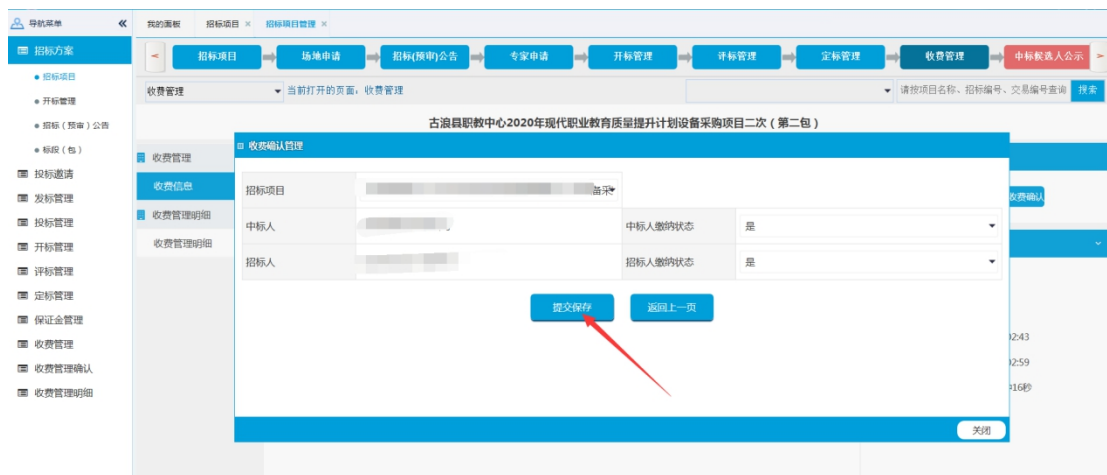 导航菜单 «
我的面板 招标项目 × 招标项目管理 ×
招标方案
招标项目
开标管理
招标(预审)公告
标段(包)
投标邀请
发标管理
投标管理
开标管理
评标管理
定标管理
保证金管理
收费管理
收费管理确认
收费管理明细
< 招标项目 场地申请 招标(预审)公告 专家申请 开标管理 评标管理 定标管理 收费管理 中标候选人公示 >
收费管理 当前打开的页面,收费管理 请按项目名称、招标编号、交易编号查询 搜索
古浪县职教中心2020年现代职业教育质量提升计划设备采购项目二次(第二包)
收费管理
收费信息
收费管理明细
收费管理明细
收费确认管理
招标项目 备采
中标人 中标人缴纳状态 是
招标人 招标人缴纳状态 是
提交保存 返回上一页
收费确认
02:43
02:59
16秒
关闭